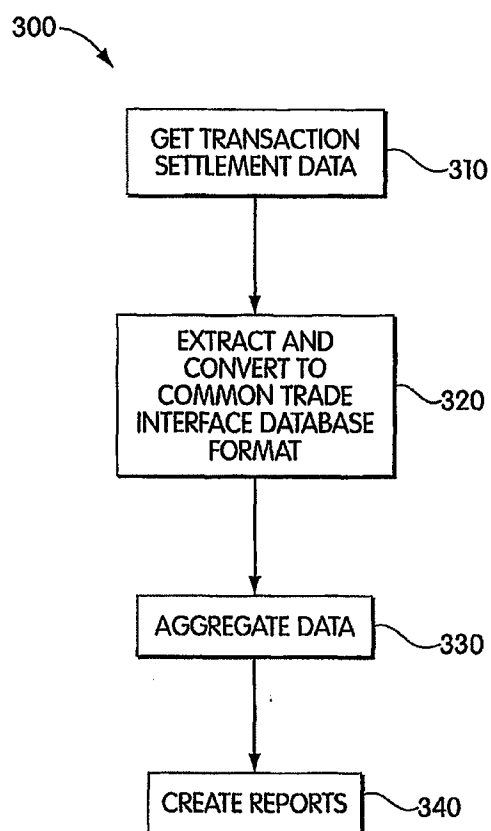 300
GET TRANSACTION
SETTLEMENT DATA
310
EXTRACT AND
CONVERT TO
COMMON TRADE
INTERFACE DATABASE
FORMAT
320
AGGREGATE DATA
330
CREATE REPORTS
340